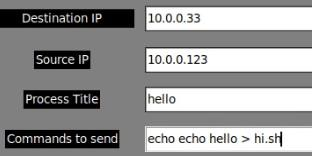 Destination IP 10.0.0.33
Source IP 10.0.0.123
Process Title hello
Commands to send echo echo hello > hi.sh